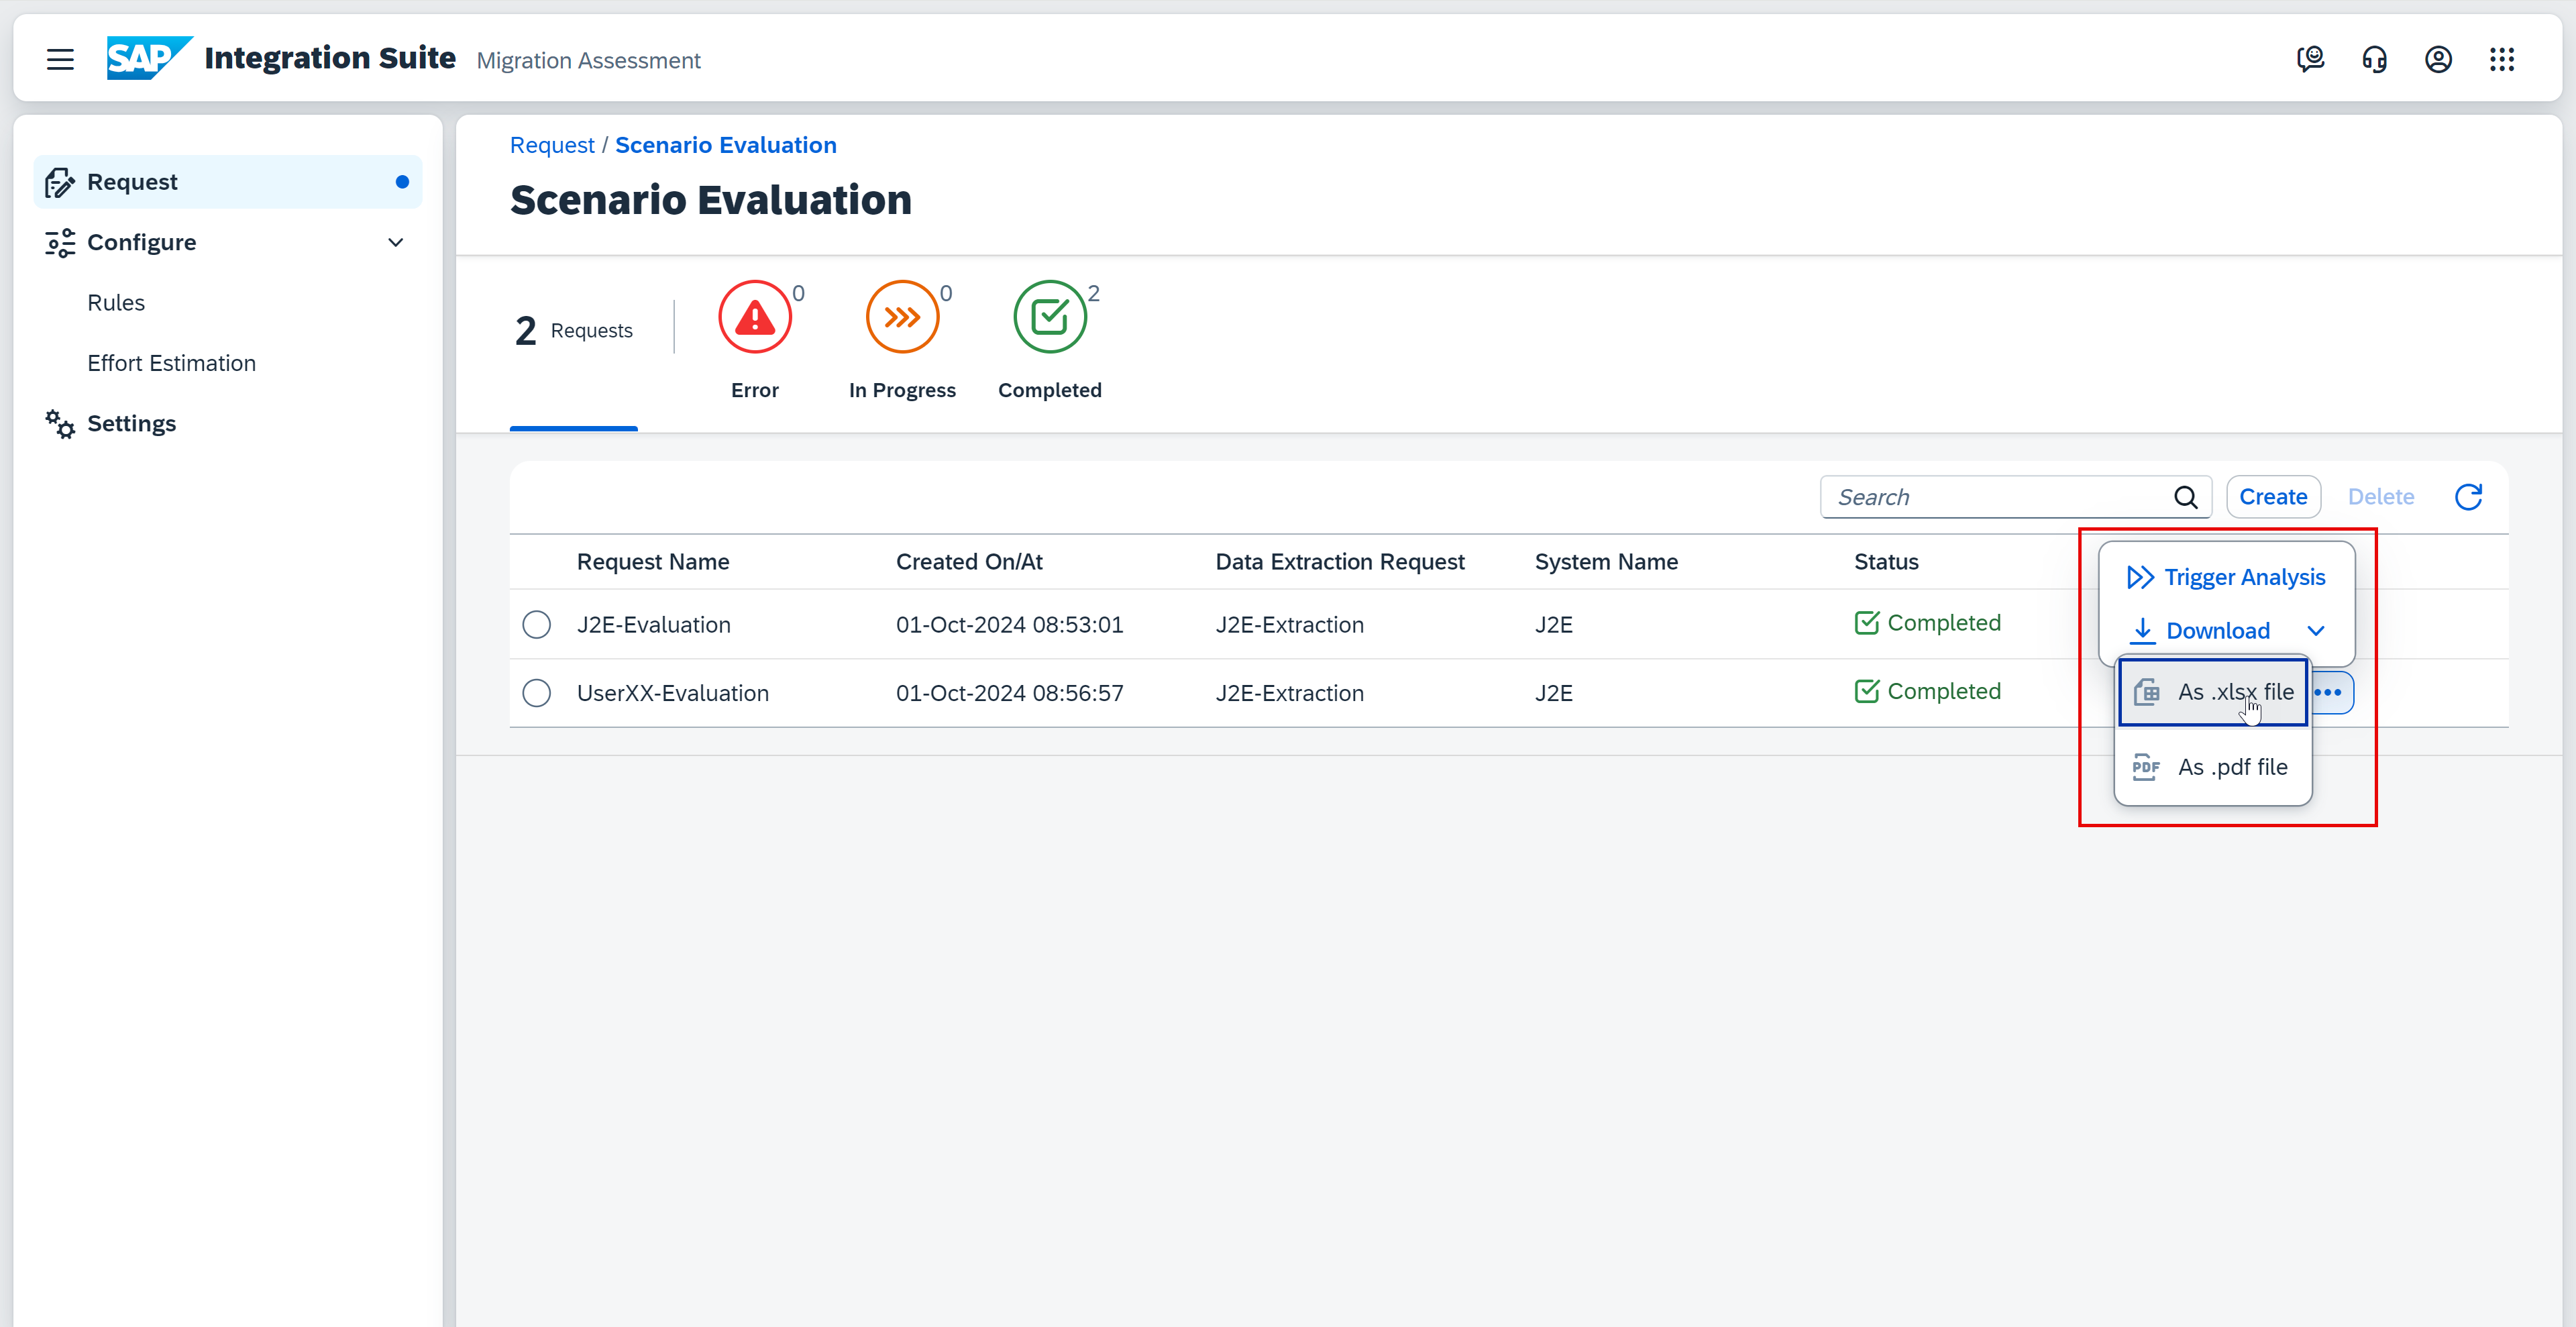 SAP Integration Suite Migration Assessment
Request
Configure
Rules
Effort Estimation
Settings
Request / Scenario Evaluation
Scenario Evaluation
2 Requests
0
Error
0
In Progress
2
Completed
Search
Create
Delete
Request Name Created On/At Data Extraction Request System Name Status
J2E-Evaluation 01-Oct-2024 08:53:01 J2E-Extraction J2E Completed
UserXX-Evaluation 01-Oct-2024 08:56:57 J2E-Extraction J2E Completed
Trigger Analysis
Download
As .xlsx file
PDF As .pdf file